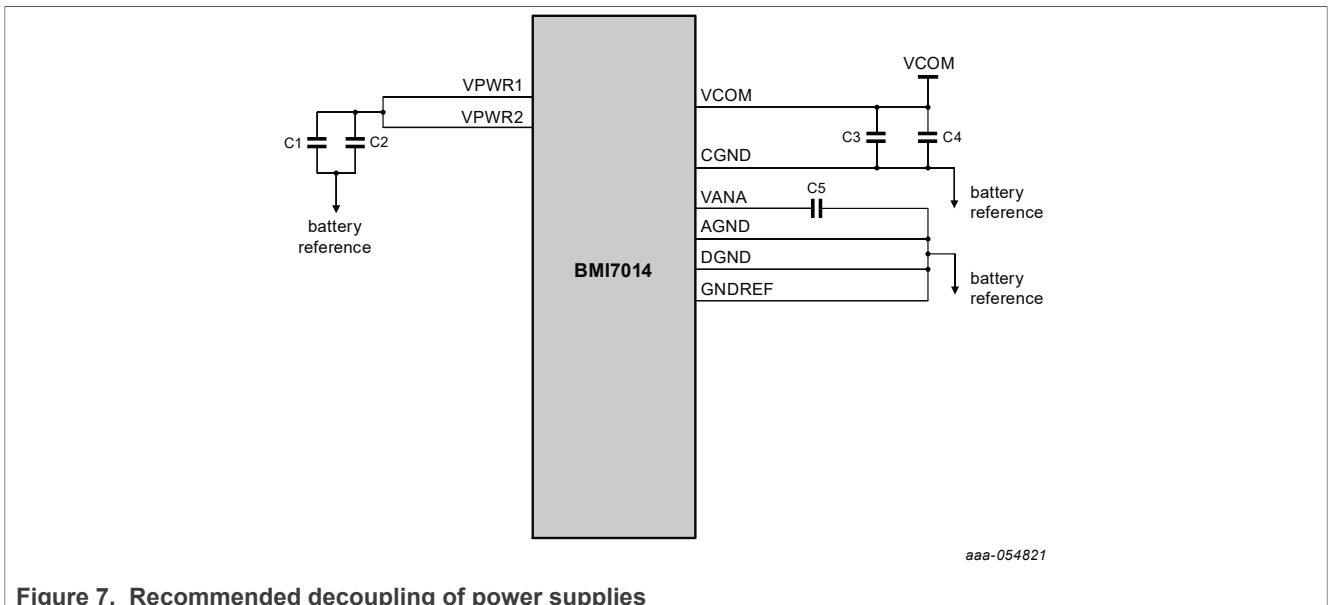 VPWR1
VPWR2
C1
C2
battery
reference
BMI7014
VCOM
VCOM
C3
C4
CGND
battery
reference
VANA
C5
AGND
DGND
GNDREF
battery
reference
aaa-054821
Figure 7. Recommended decoupling of power supplies